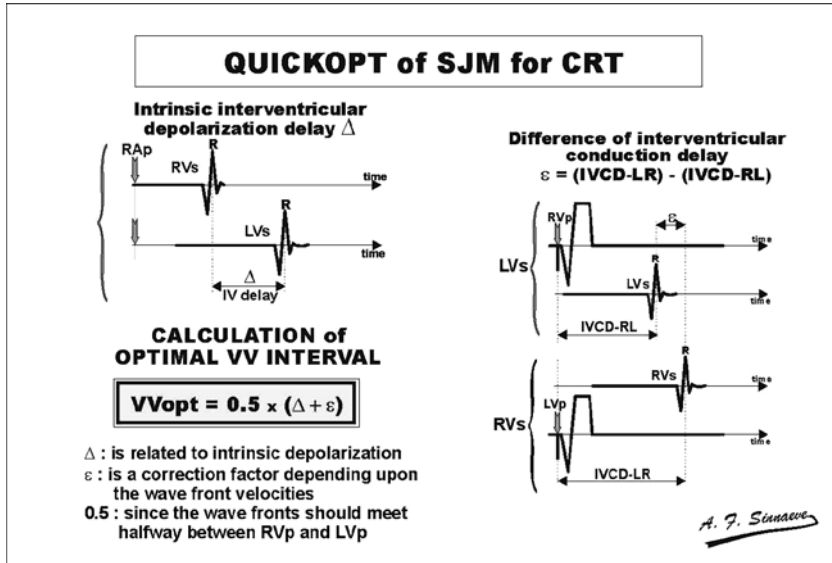 QUICKOPT of SJM for CRT
Intrinsic interventricular
depolarization delay Δ
RAp
R
RVs
time
R
LVs
time
Δ
IV delay
CALCULATION of
OPTIMAL VV INTERVAL
VVopt = 0.5 x (Δ + ε)
Δ : is related to intrinsic depolarization
ε : is a correction factor depending upon
the wave front velocities
0.5 : since the wave fronts should meet
halfway between RVp and LVp
Difference of interventricular
conduction delay
ε = (IVCD-LR) - (IVCD-RL)
RVp
ε
time
LVs
R
LVs
time
IVCD-RL
R
RVs
time
RVs
LVp
time
IVCD-LR
A. F. Sinnaeve